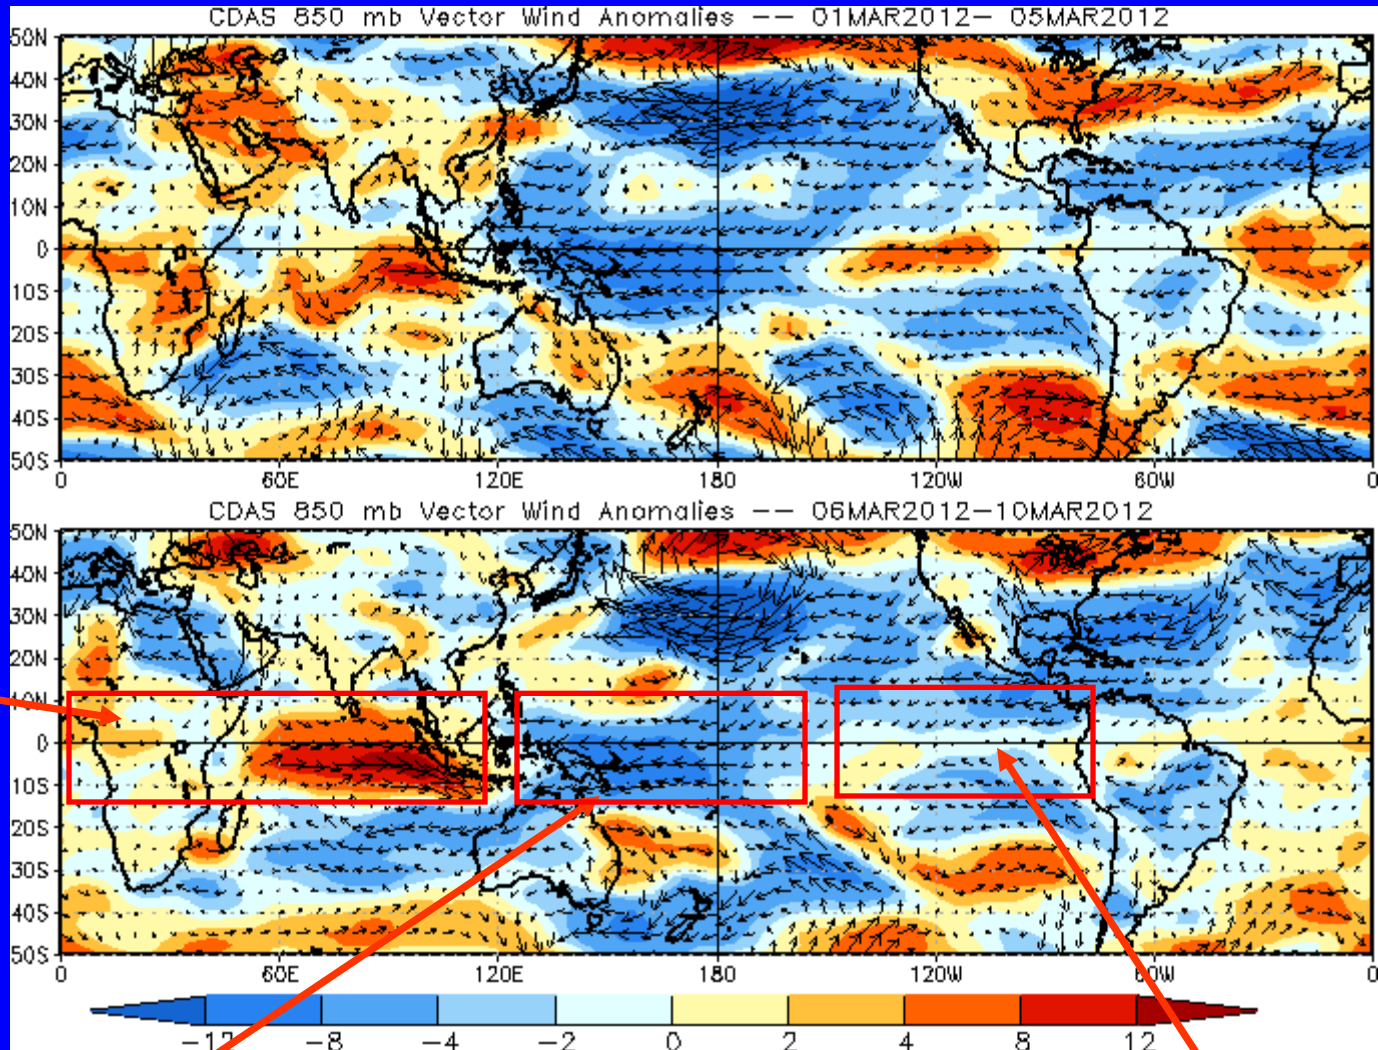 CDAS 850 mb Vector Wind Anomalies -- 01MAR2012- 05MAR2012
50N
40N
30N
20N
10N
0
10S
20S
30S
40S
50S
0 60E 120E 180 120W 60W 0
CDAS 850 mb Vector Wind Anomalies -- 06MAR2012-10MAR2012
50N
40N
30N
20N
10N
0
10S
20S
30S
40S
50S
0 60E 120E 180 120W 60W 0
-12 -8 -4 -2 0 2 4 8 12